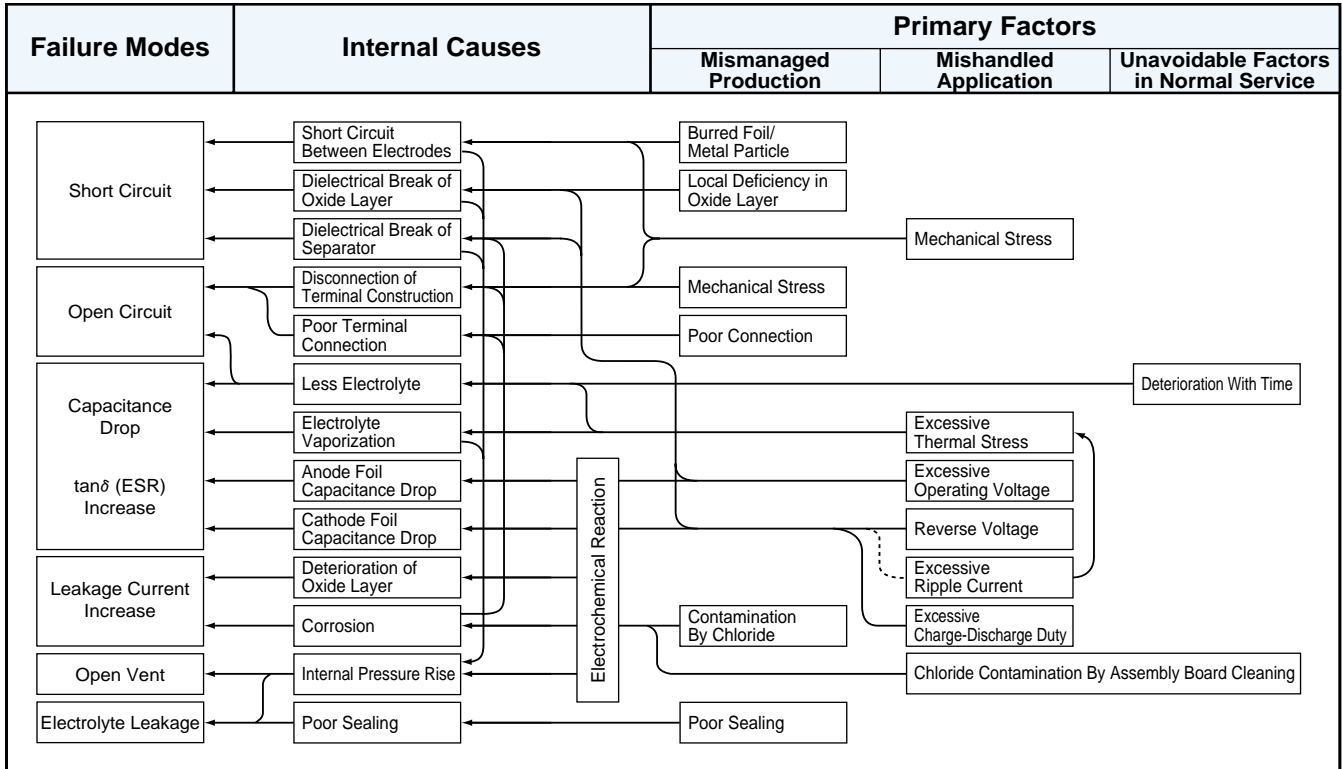 Failure Modes
Internal Causes
Primary Factors
Mismanaged
Production
Mishandled
Application
Unavoidable Factors
in Normal Service
Short Circuit
Open Circuit
Capacitance
Drop
tanδ (ESR)
Increase
Leakage Current
Increase
Open Vent
Electrolyte Leakage
Short Circuit
Between Electrodes
Dielectrical Break of
Oxide Layer
Dielectrical Break of
Separator
Disconnection of
Terminal Construction
Poor Terminal
Connection
Less Electrolyte
Electrolyte
Vaporization
Anode Foil
Capacitance Drop
Cathode Foil
Capacitance Drop
Deterioration of
Oxide Layer
Corrosion
Internal Pressure Rise
Poor Sealing
Electrochemical Reaction
Burred Foil/
Metal Particle
Local Deficiency in
Oxide Layer
Mechanical Stress
Poor Connection
Contamination
By Chloride
Poor Sealing
Mechanical Stress
Excessive
Thermal Stress
Excessive
Operating Voltage
Reverse Voltage
Excessive
Ripple Current
Excessive
Charge-Discharge Duty
Chloride Contamination By Assembly Board Cleaning
Deterioration With Time